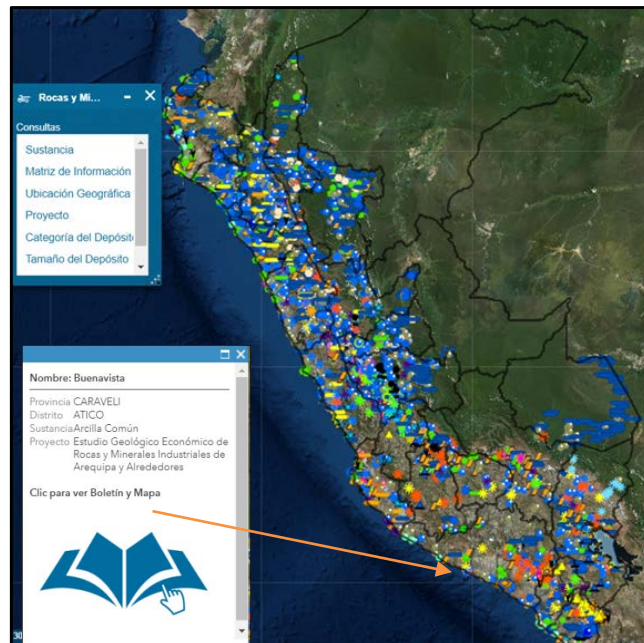 Rocas y Mi...
Consultas
Sustancia
Matriz de Información
Ubicación Geográfica
Proyecto
Categoría del Depósit
Tamaño del Depósito
Nombre: Buenavista
Provincia CARAVELI
Distrito ATICO
Sustancia Arcilla Común
Proyecto Estudio Geológico Económico de
Rocas y Minerales Industriales de
Arequipa y Alrededores
Clic para ver Boletín y Mapa
30